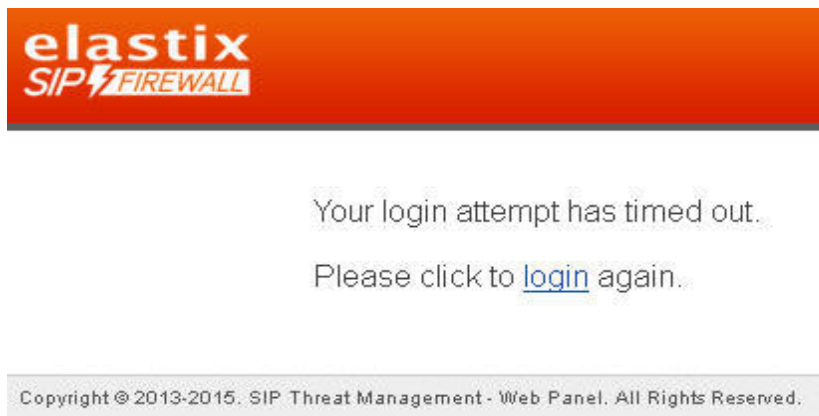 elastix
SIP FIREWALL
Your login attempt has timed out.
Please click to login again.
Copyright © 2013-2015. SIP Threat Management - Web Panel. All Rights Reserved.